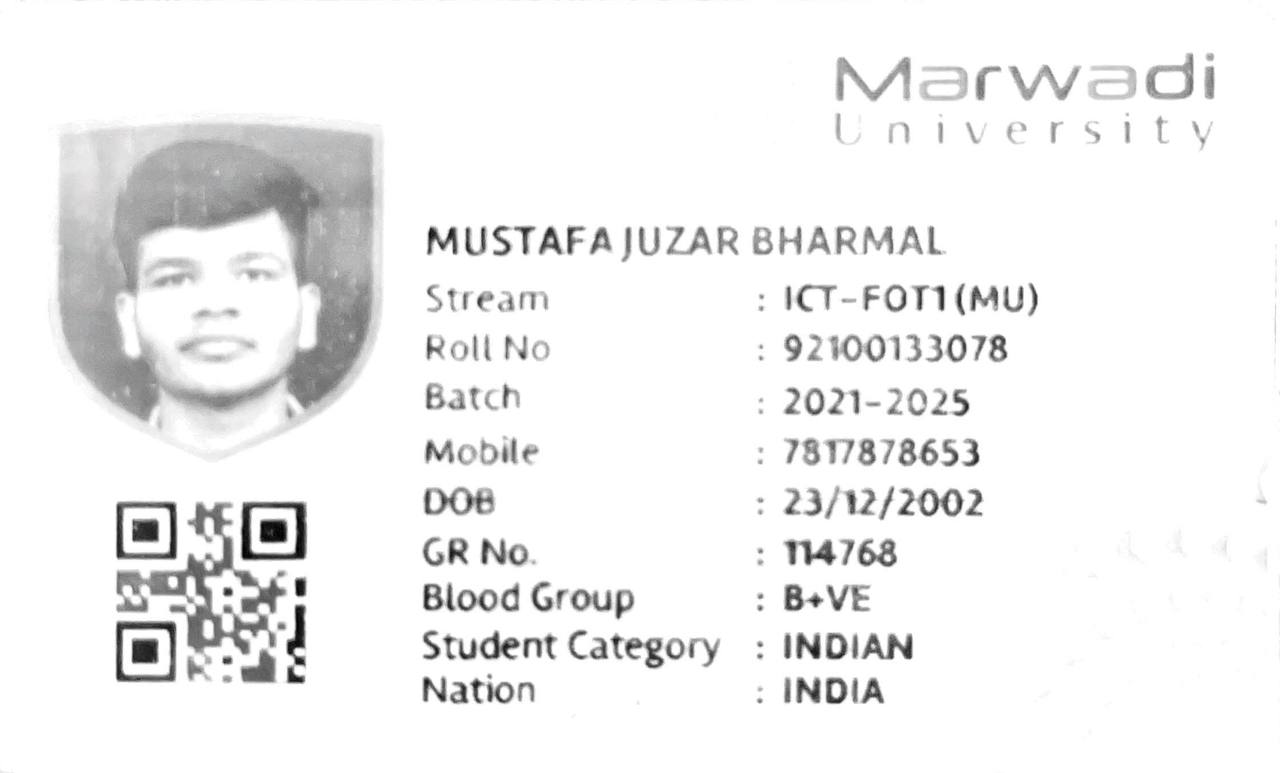 Marwadi
University
MUSTAFA JUZAR BHARMAL
Stream : ICT-FOT1(MU)
Roll No : 92100133078
Batch : 2021-2025
Mobile : 7817878653
DOB : 23/12/2002
GR No. : 114768
Blood Group : B+VE
Student Category : INDIAN
Nation : INDIA